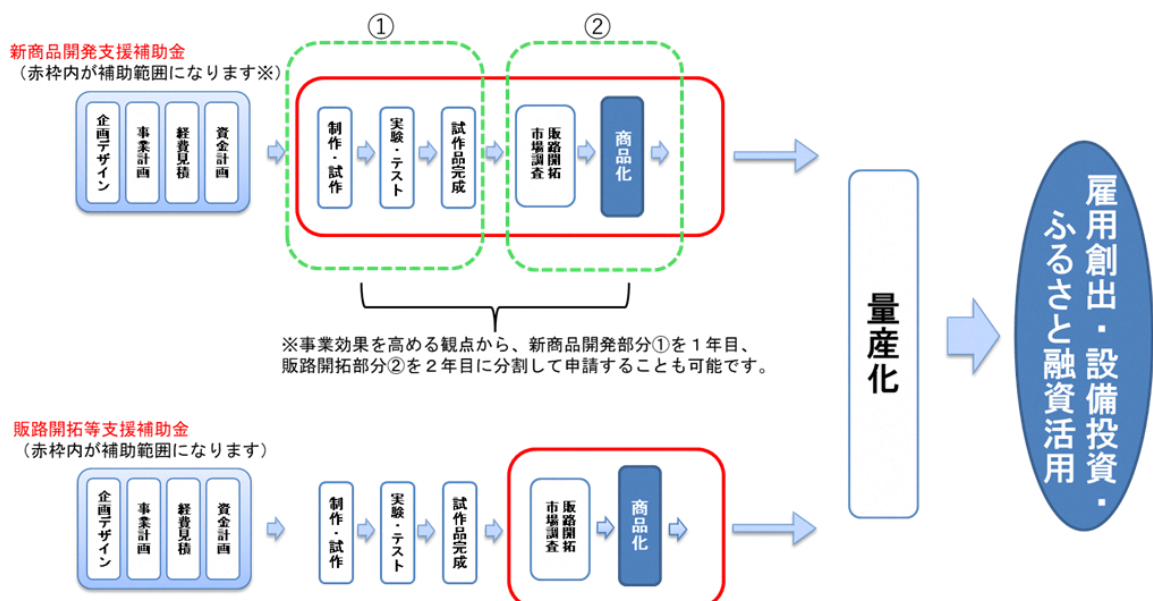 ①
②
新商品開発支援補助金
（赤枠内が補助範囲になります※）
企画デザイン
事業計画
経費見積
資金計画
制作・試作
実験・テスト
試作品完成
販路開拓
市場調査
商品化
※事業効果を高める観点から、新商品開発部分①を１年目、
販路開拓部分②を２年目に分割して申請することも可能です。
販路開拓等支援補助金
（赤枠内が補助範囲になります）
企画デザイン
事業計画
経費見積
資金計画
制作・試作
実験・テスト
試作品完成
販路開拓
市場調査
商品化
量産化
雇用創出・設備投資・
ふるさと融資活用